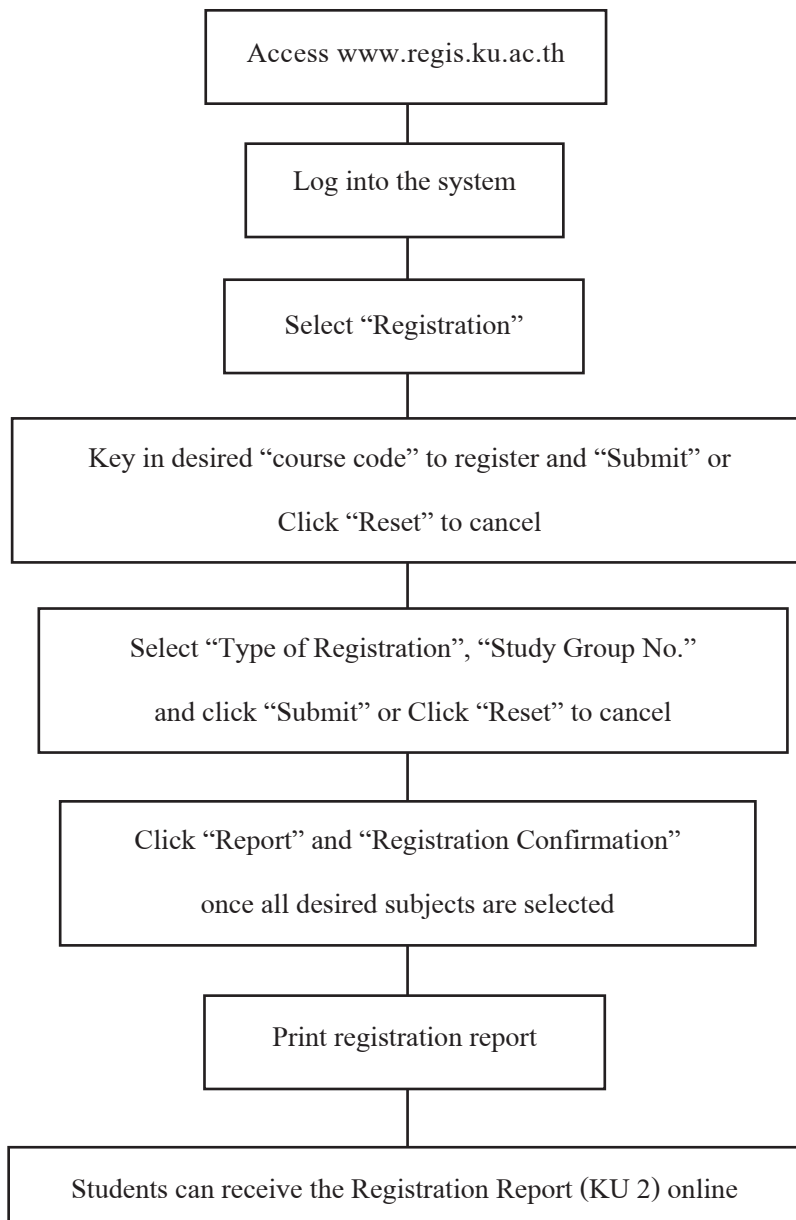 Access www.regis.ku.ac.th
Log into the system
Select “Registration”
Key in desired “course code” to register and “Submit” or
Click “Reset” to cancel
Select “Type of Registration”, “Study Group No.”
and click “Submit” or Click “Reset” to cancel
Click “Report” and “Registration Confirmation”
once all desired subjects are selected
Print registration report
Students can receive the Registration Report (KU 2) online